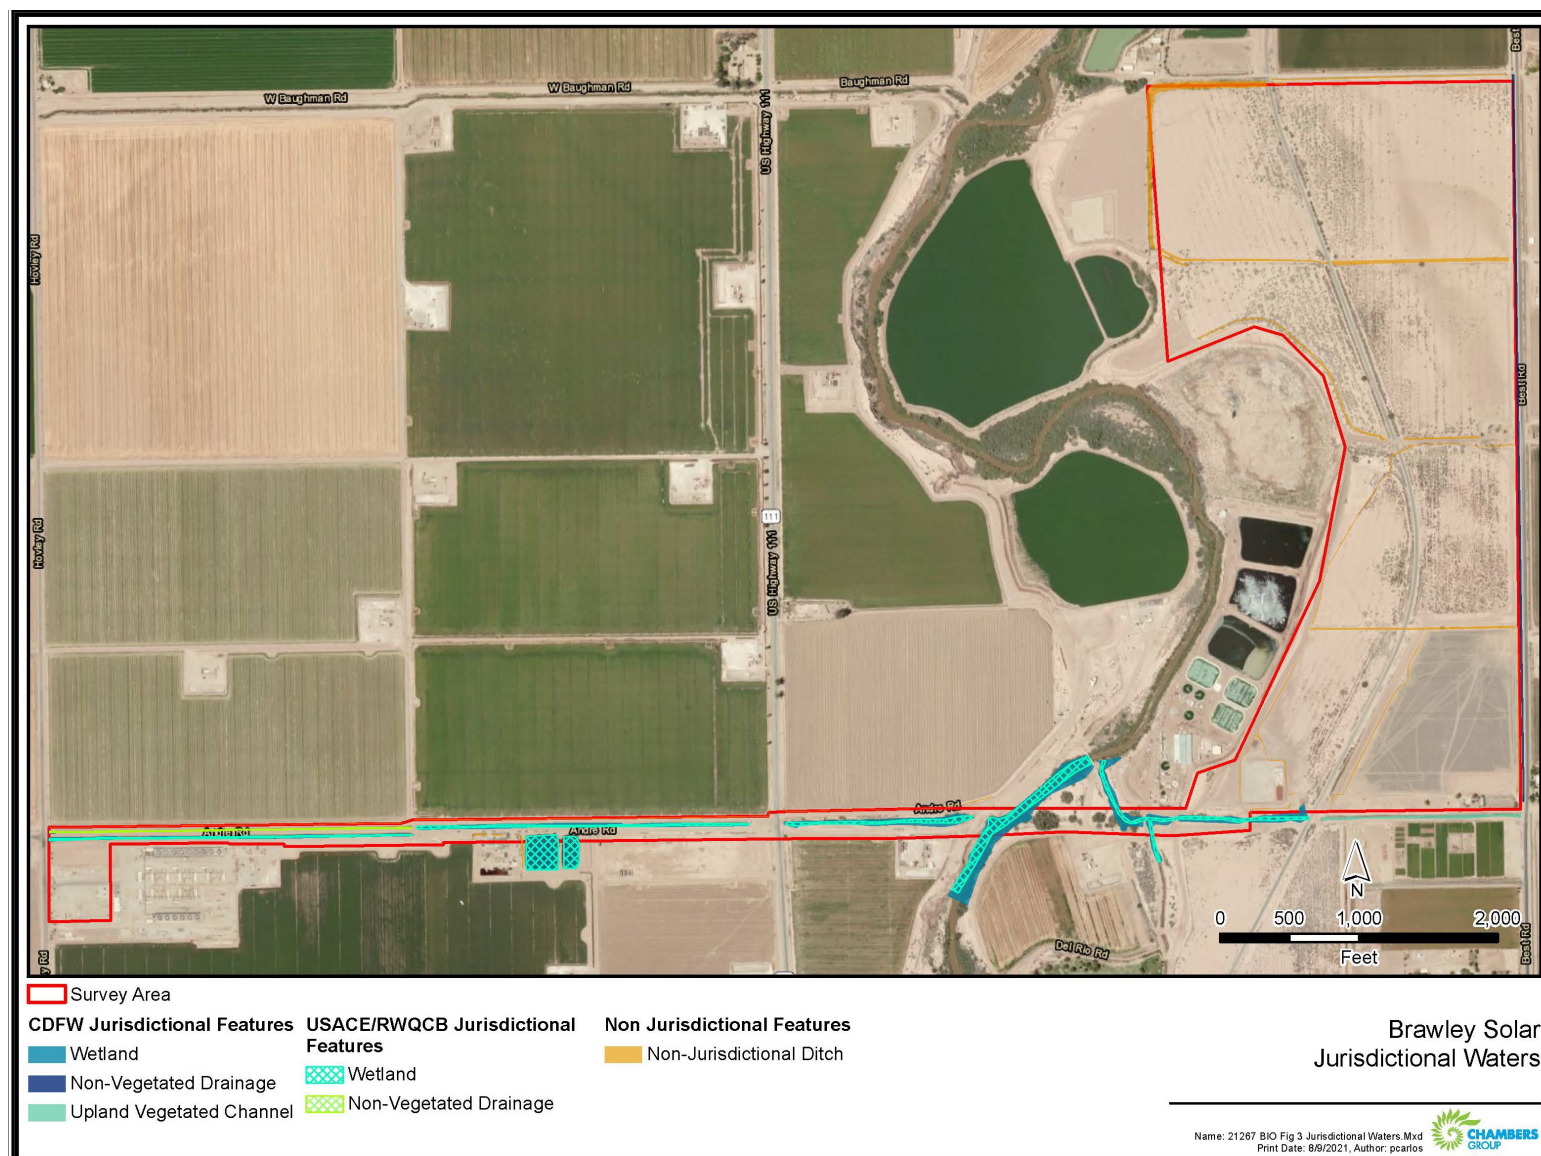 Best
W Baughman Rd
W Baughman Rd
Baughman Rd
US Highway 111
Hovley Rd
Best Rd
111
Hovley Rd
US Highway 111
Andre Rd
Andre Rd
Andre Rd
N
0 500 1,000 2,000
Feet
Del Rio Rd
y Rd
Best Rd
Survey Area
CDFW Jurisdictional Features
Wetland
Non-Vegetated Drainage
Upland Vegetated Channel
USACE/RWQCB Jurisdictional
Features
Wetland
Non-Vegetated Drainage
Non Jurisdictional Features
Non-Jurisdictional Ditch
Brawley Solar
Jurisdictional Waters
Name: 21267 BIO Fig 3 Jurisdictional Waters.Mxd
Print Date: 8/9/2021, Author: pcarlos
CHAMBERS
GROUP